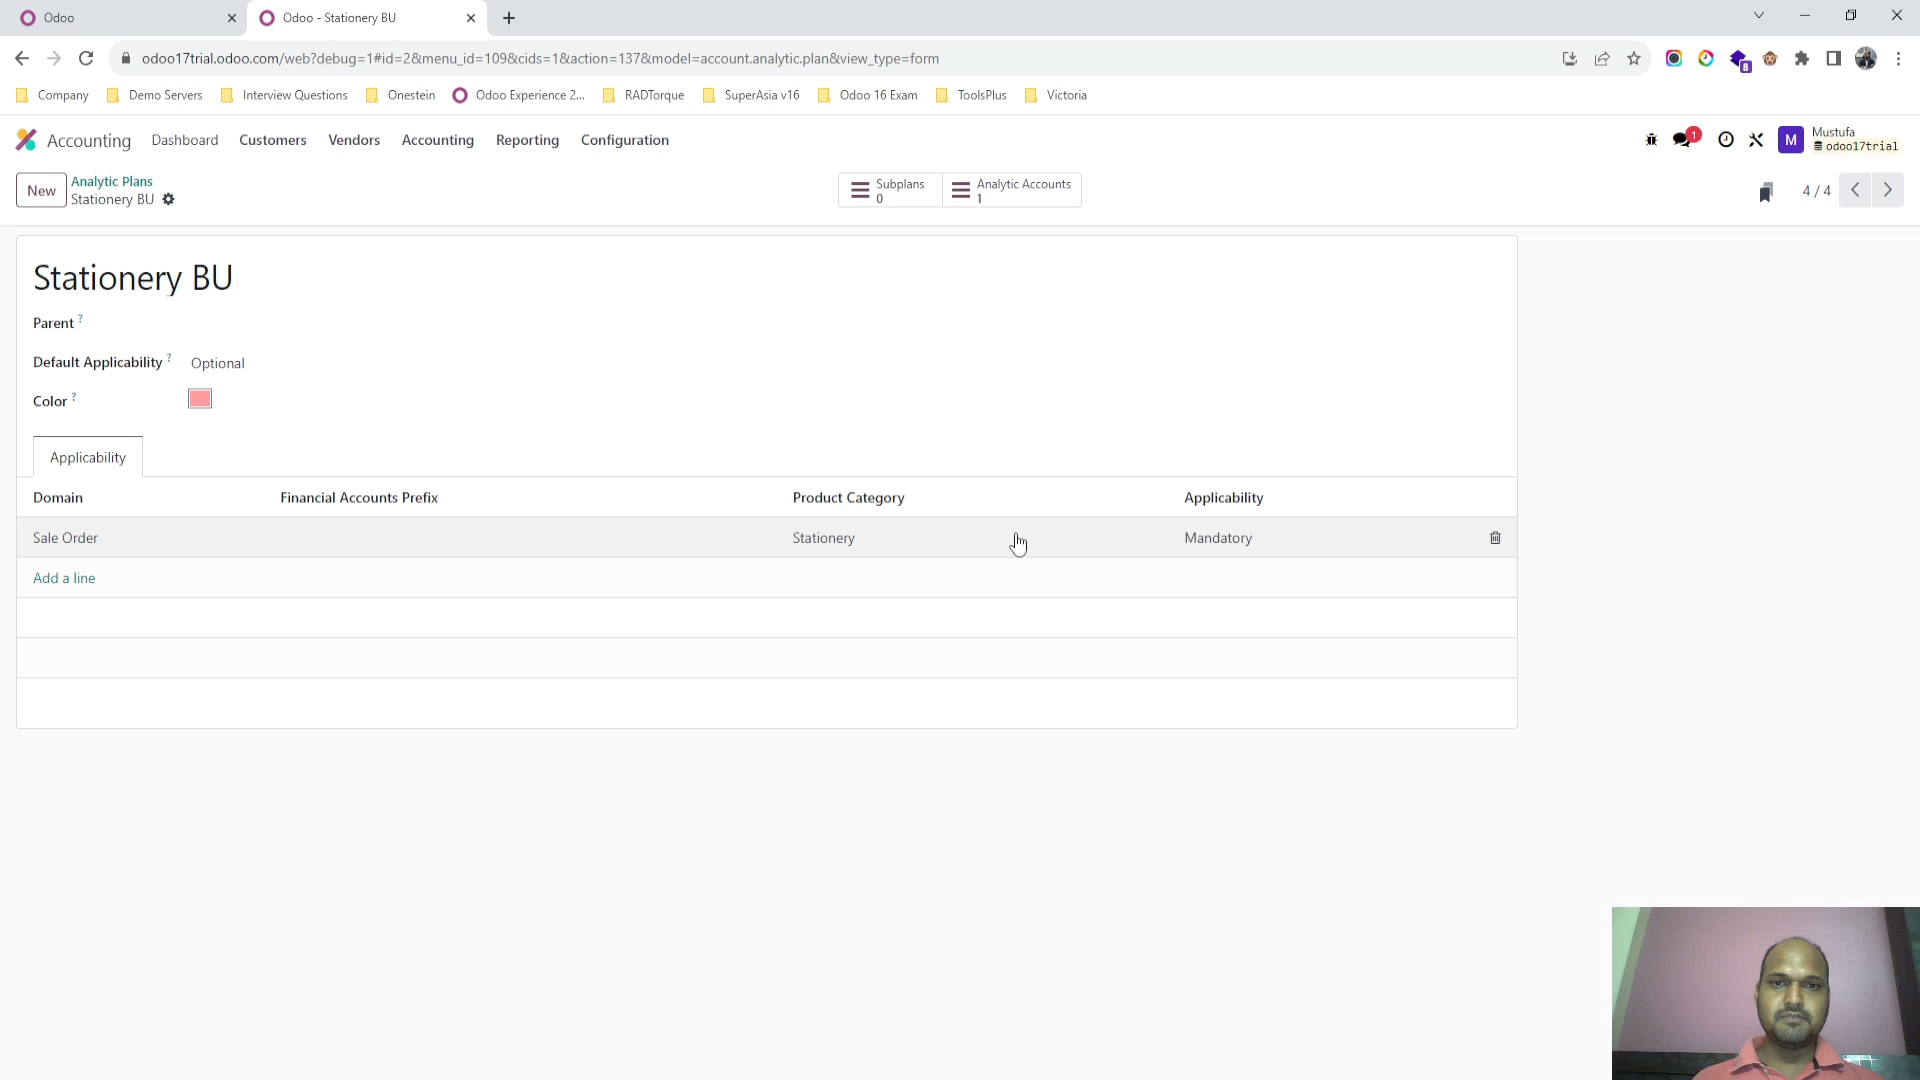 Odoo
Odoo - Stationery BU
odoo17trial.odoo.com/web?debug=1#id=2&menu_id=109&cids=1&action=137&model=account.analytic.plan&view_type=form
8
Company
Demo Servers
Interview Questions
Onestein
Odoo Experience 2...
RADTorque
SuperAsia v16
Odoo 16 Exam
ToolsPlus
Victoria
Accounting
Dashboard
Customers
Vendors
Accounting
Reporting
Configuration
1
M
Mustufa
odoo17trial
New
Analytic Plans
Stationery BU
Subplans
0
Analytic Accounts
1
4 / 4
Stationery BU
Parent ?
Default Applicability ? Optional
Color ?
Applicability
Domain Financial Accounts Prefix Product Category Applicability
Sale Order Stationery Mandatory
Add a line